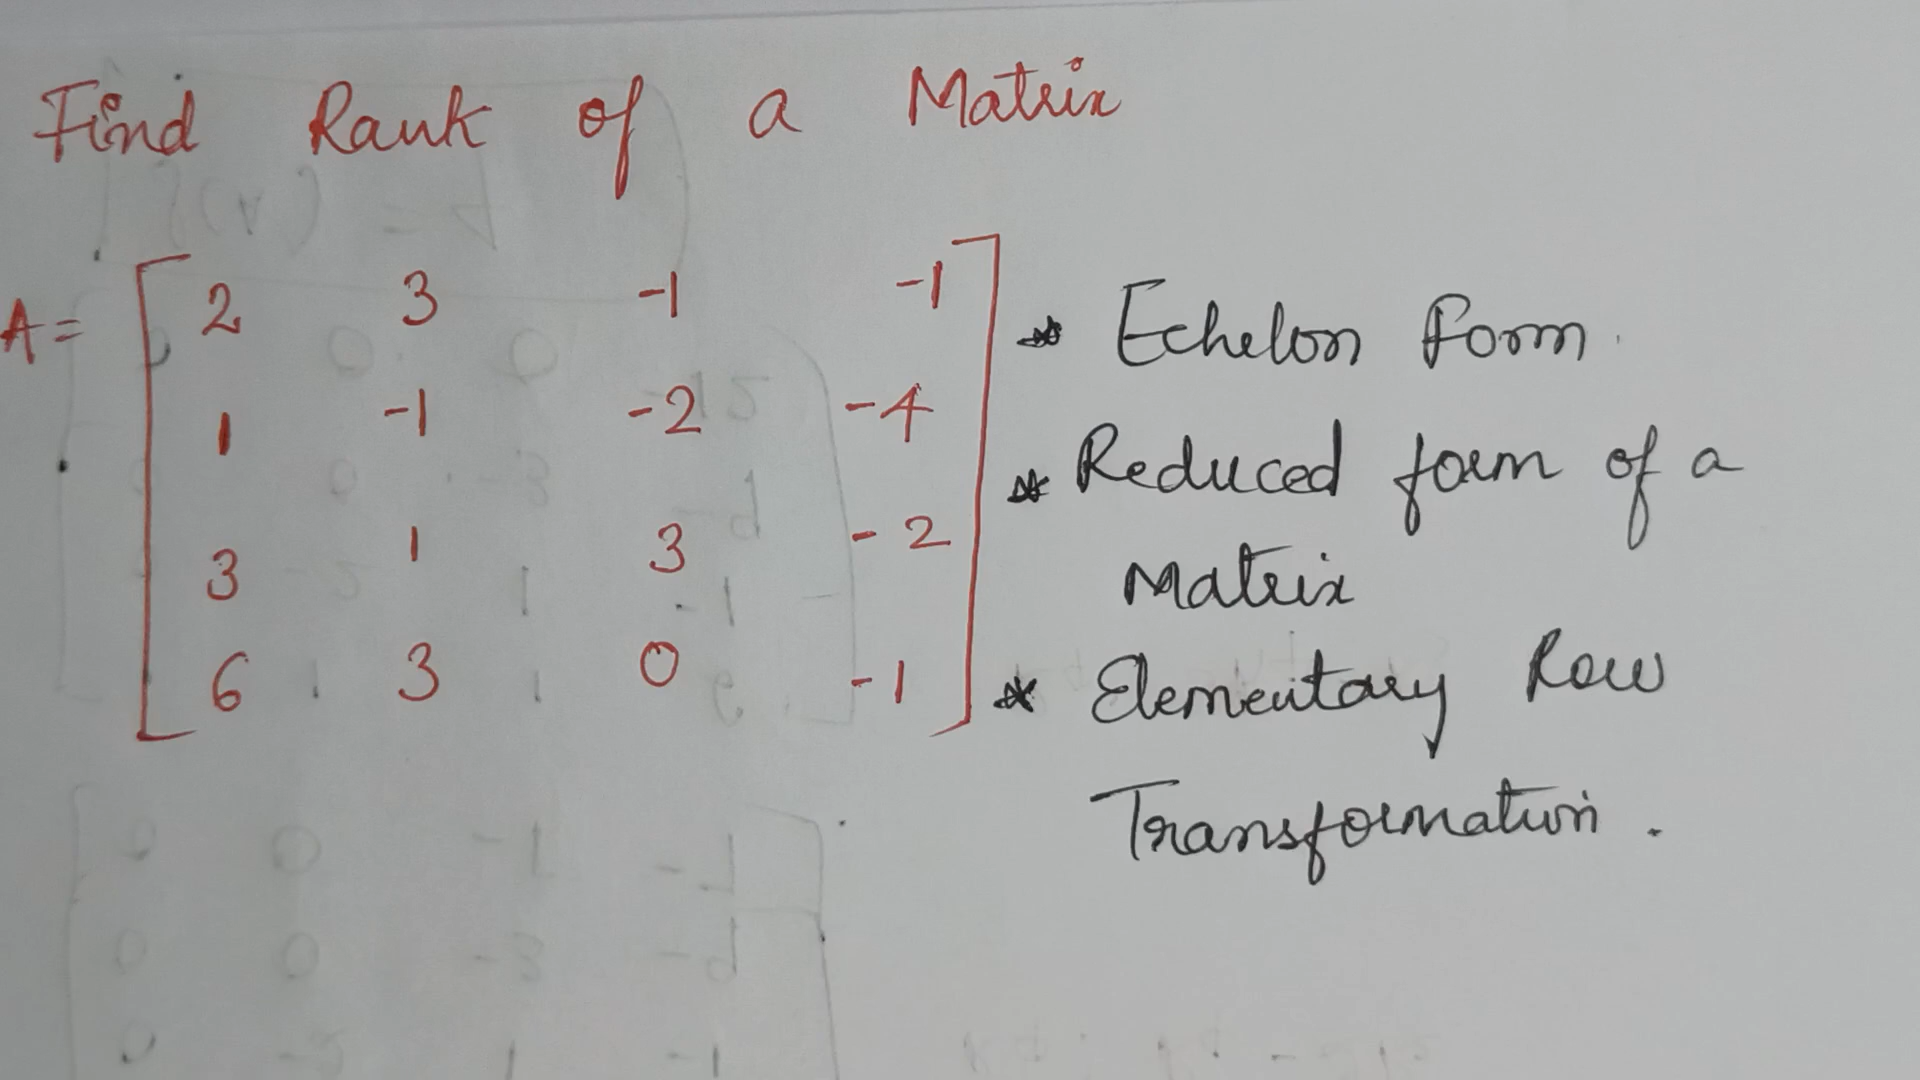 Find Rank of a Matrix
A = [ 2 3 -1 -1
1 -1 -2 -4
3 1 3 -2
6 3 0 -1 ]
* Echelon form.
* Reduced form of a
Matrix
* Elementary Row
Transformation.